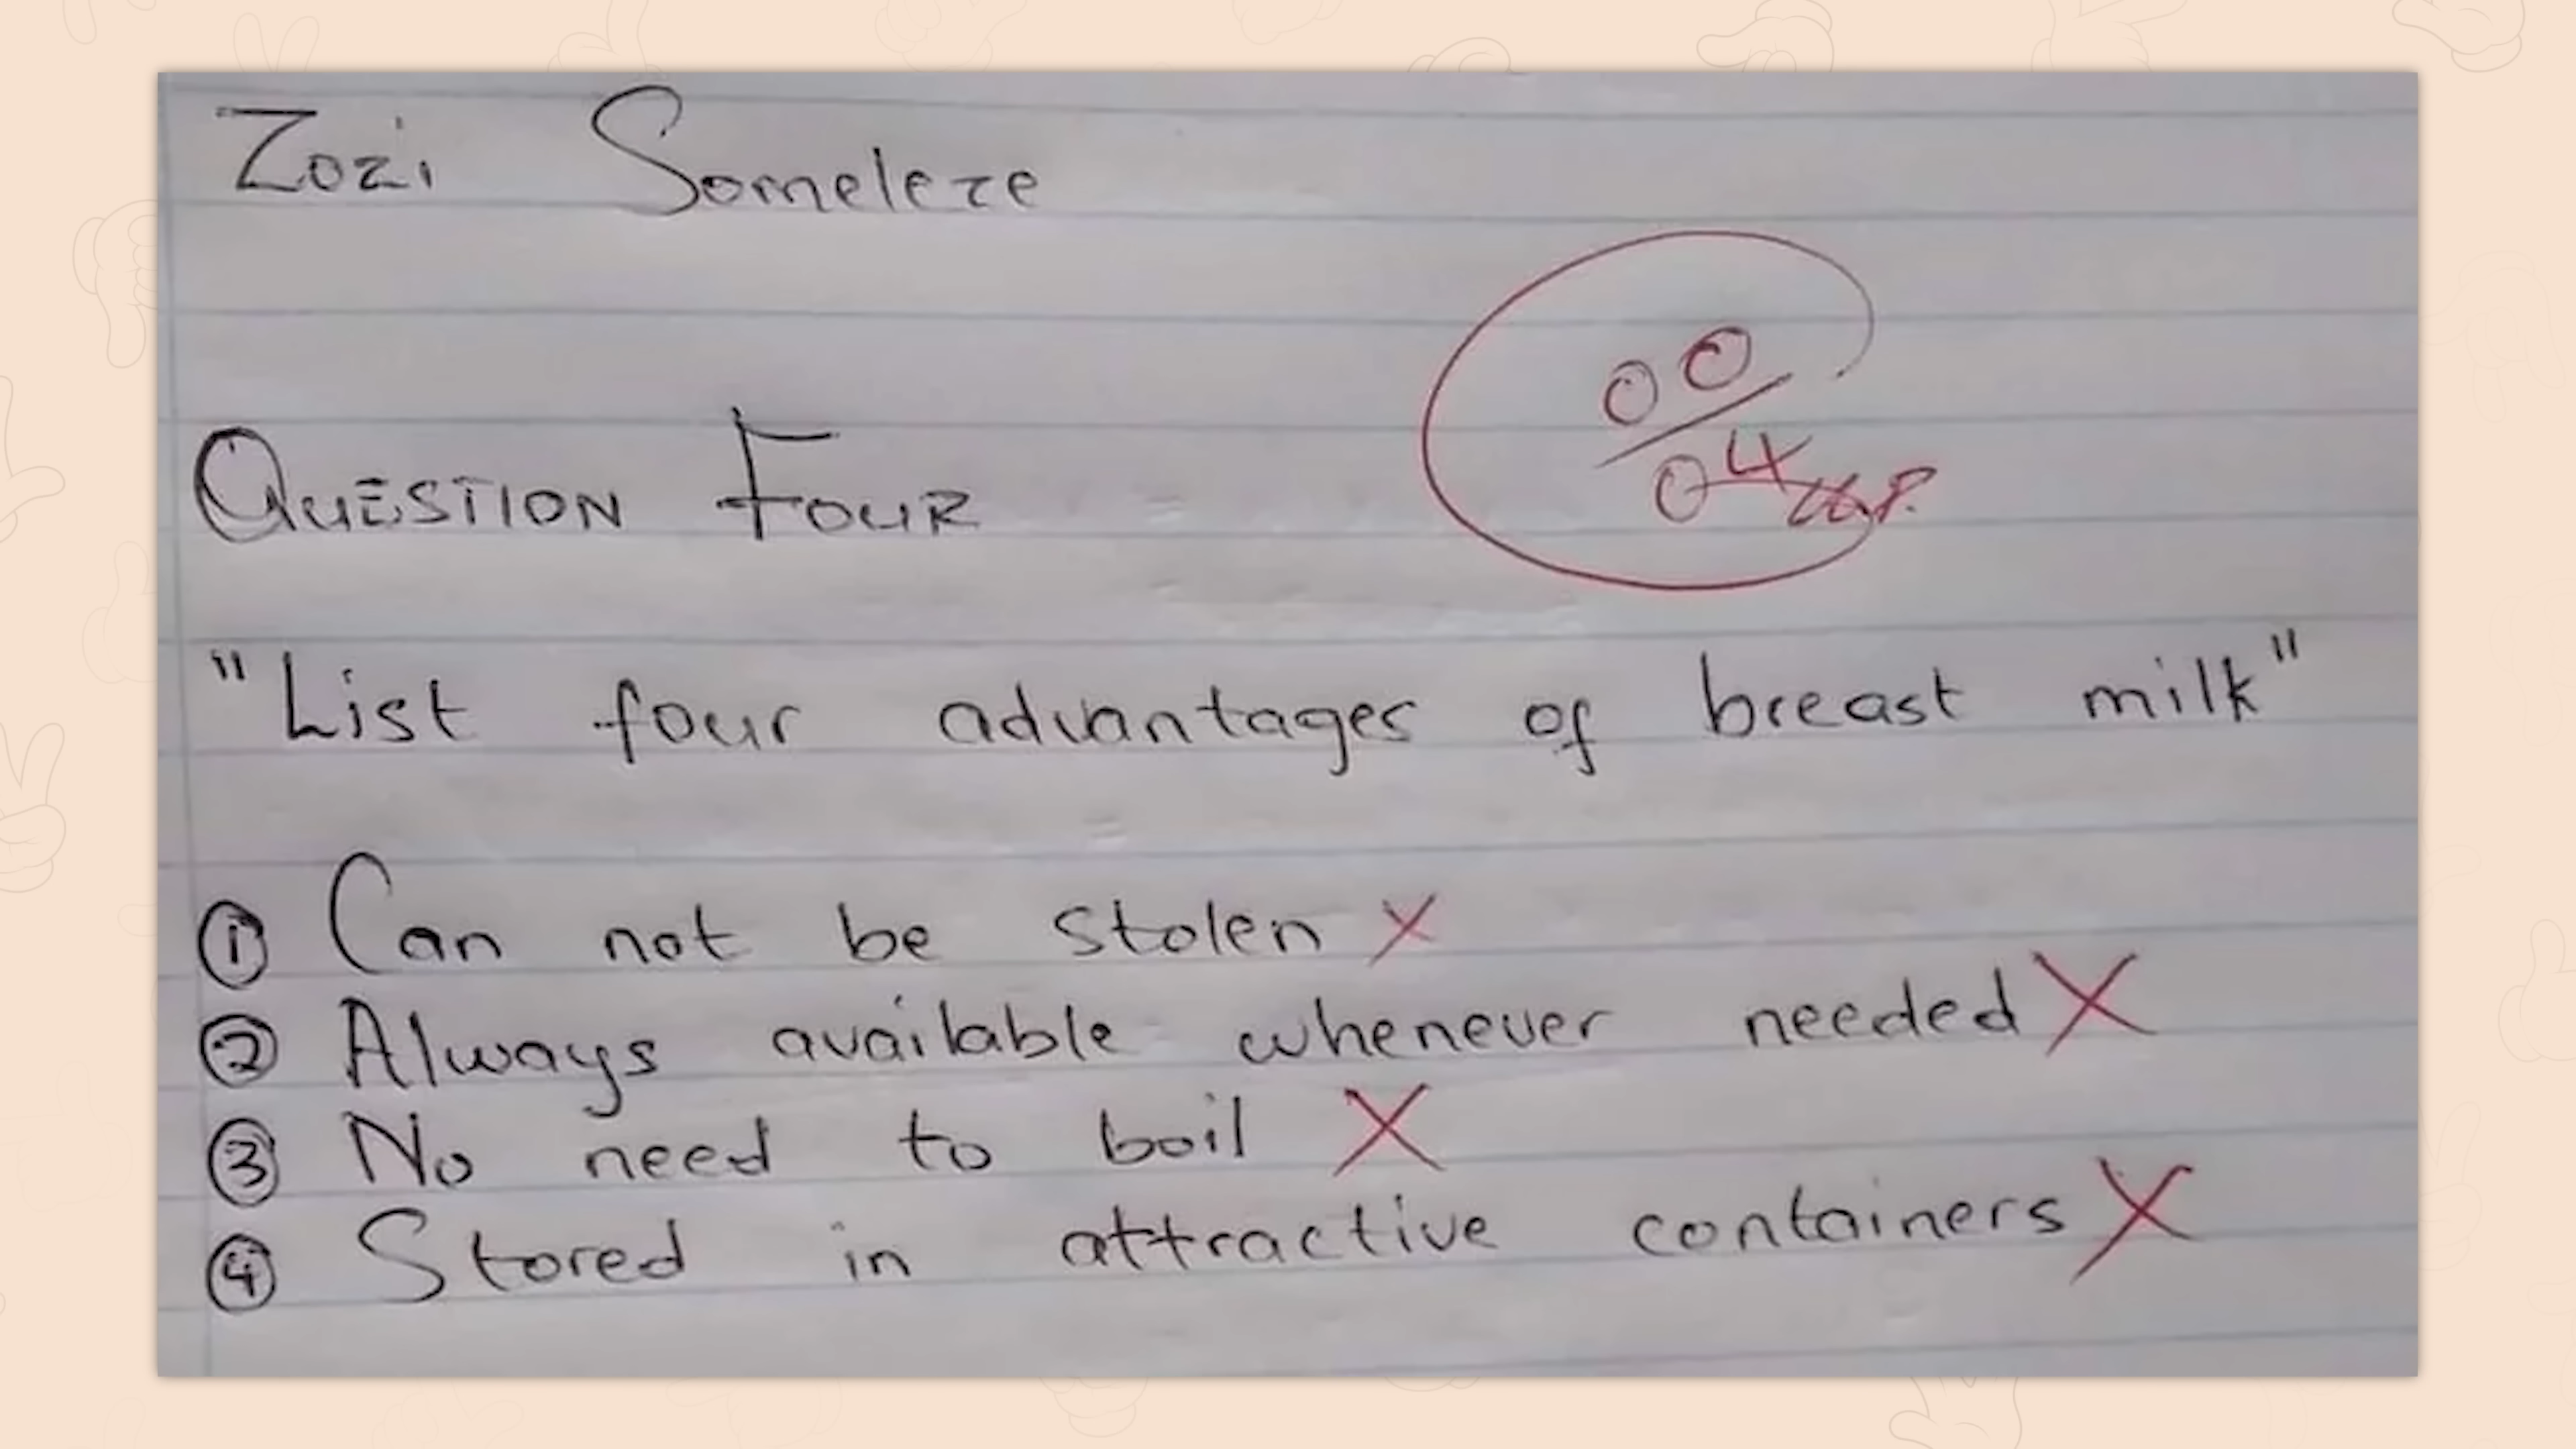 Zozi Someleze
00
04
QUESTION FOUR
"List four advantages of breast milk"
① Can not be stolen X
② Always available whenever needed X
③ No need to boil X
④ Stored in attractive containers X